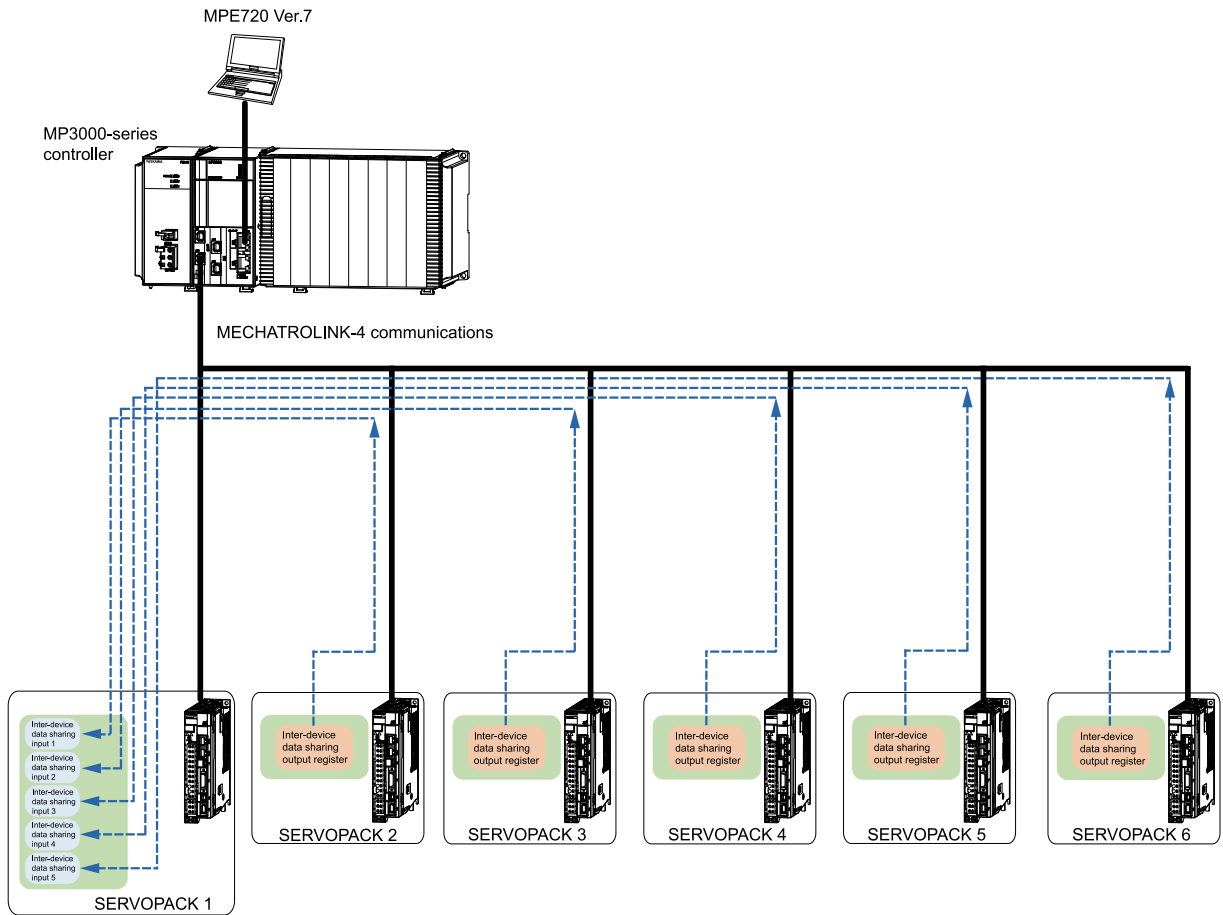 MPE720 Ver.7
MP3000-series
controller
MECHATROLINK-4 communications
Inter-device
data sharing
input 1
Inter-device
data sharing
input 2
Inter-device
data sharing
input 3
Inter-device
data sharing
input 4
Inter-device
data sharing
input 5
SERVOPACK 1
Inter-device
data sharing
output register
SERVOPACK 2
Inter-device
data sharing
output register
SERVOPACK 3
Inter-device
data sharing
output register
SERVOPACK 4
Inter-device
data sharing
output register
SERVOPACK 5
Inter-device
data sharing
output register
SERVOPACK 6